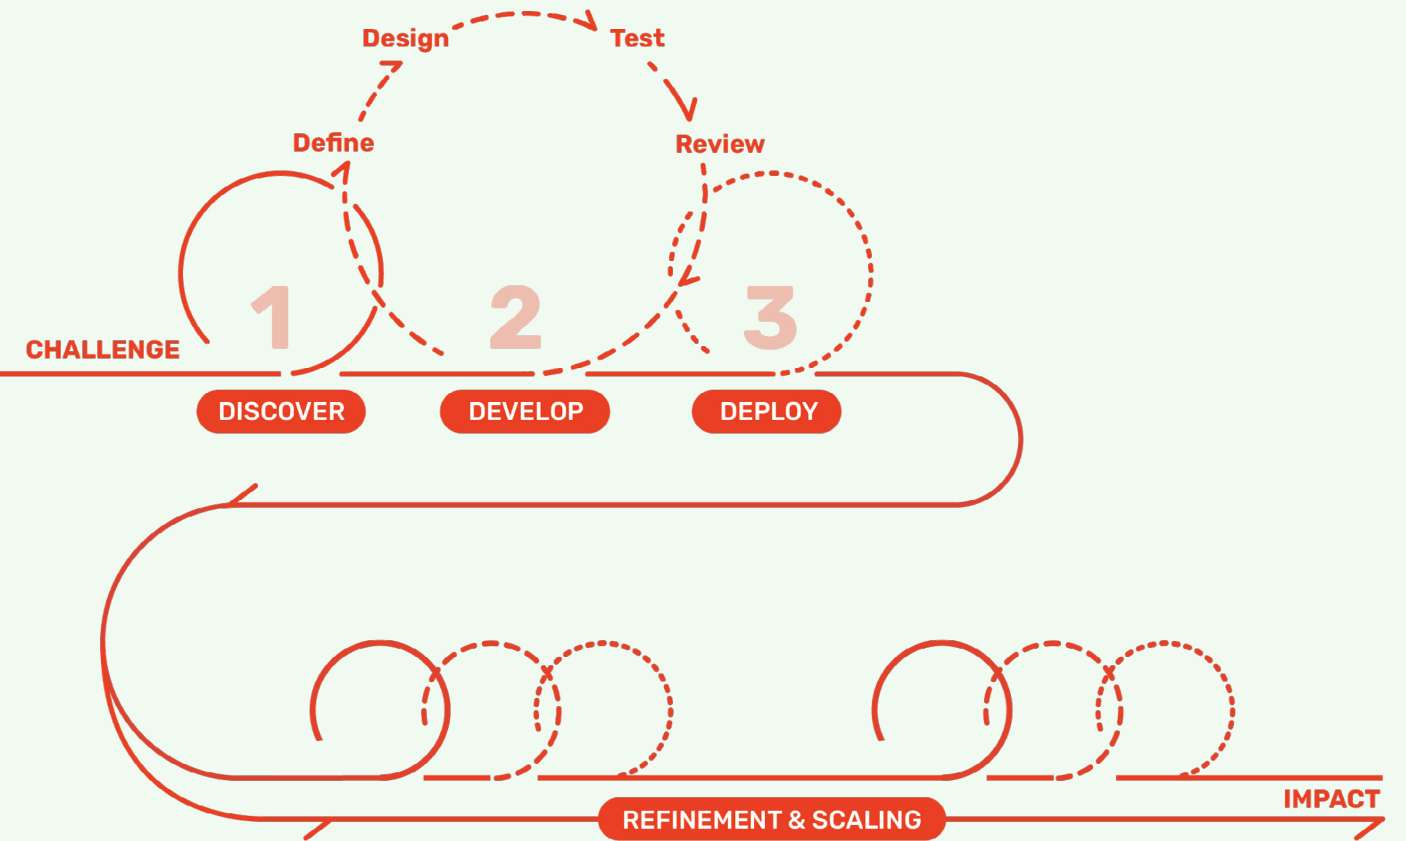 Design
Test
Define
Review
1
2
3
CHALLENGE
DISCOVER
DEVELOP
DEPLOY
IMPACT
REFINEMENT & SCALING